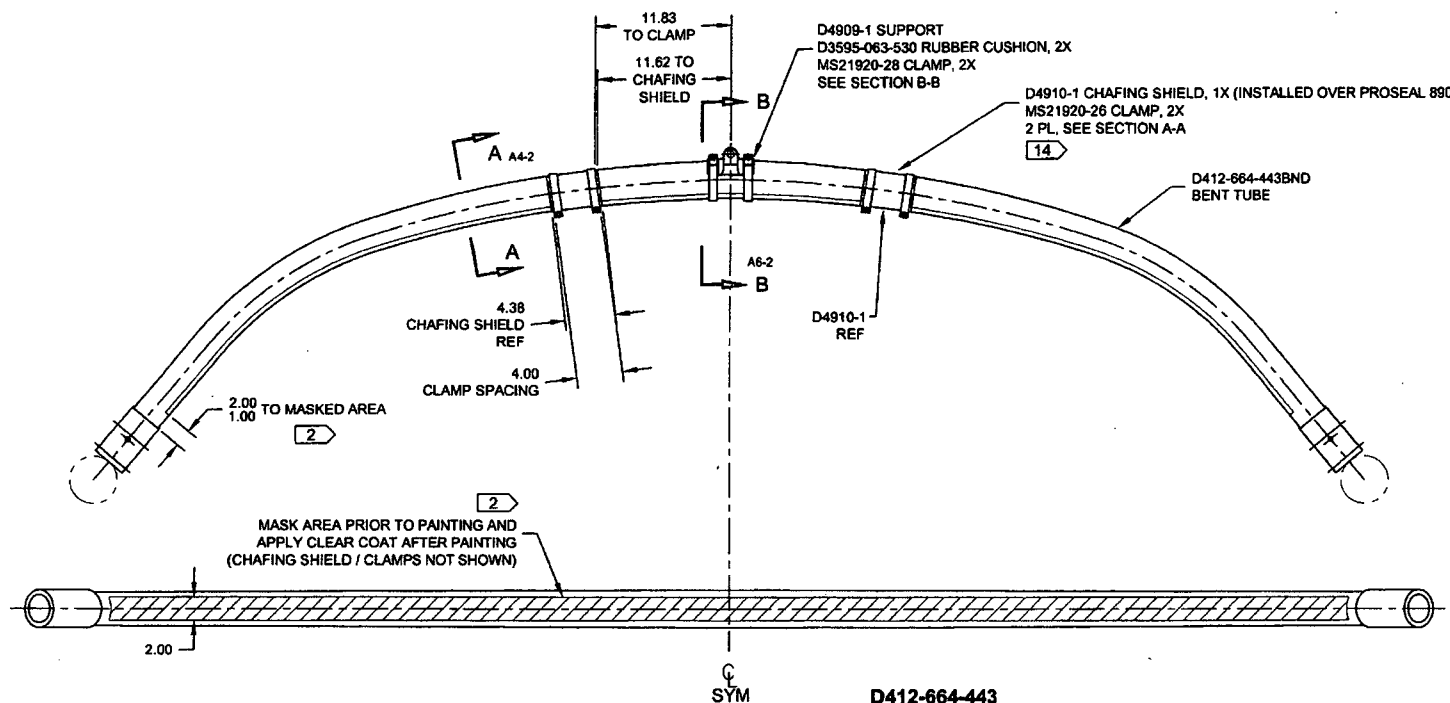 11.83
TO CLAMP
11.62 TO
CHAFING
SHIELD
D4909-1 SUPPORT
D3595-063-530 RUBBER CUSHION, 2X
MS21920-28 CLAMP, 2X
SEE SECTION B-B
B
D4910-1 CHAFING SHIELD, 1X (INSTALLED OVER PROSEAL 890
MS21920-26 CLAMP, 2X
2 PL, SEE SECTION A-A
14
A A4-2
D412-664-443BND
BENT TUBE
A
A6-2
B
4.38
CHAFING SHIELD
REF
D4910-1
REF
4.00
CLAMP SPACING
2.00
1.00 TO MASKED AREA
2
2
MASK AREA PRIOR TO PAINTING AND
APPLY CLEAR COAT AFTER PAINTING
(CHAFING SHIELD / CLAMPS NOT SHOWN)
2.00
CL
SYM
D412-664-443